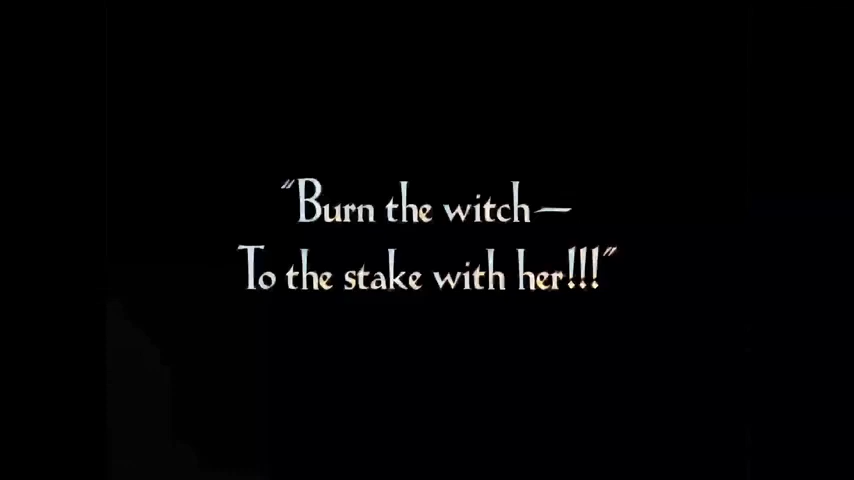 "Burn the witch—
To the stake with her!!!"